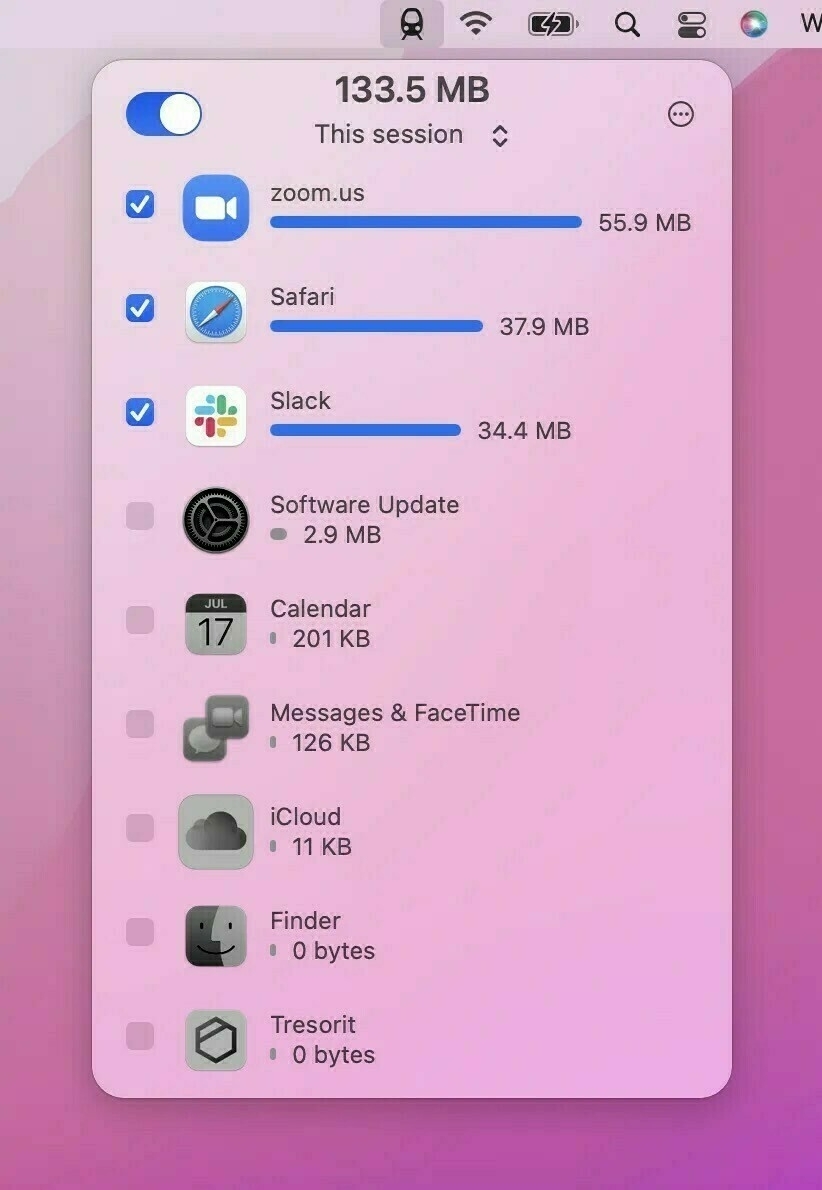 W
133.5 MB
This session
zoom.us
55.9 MB
Safari
37.9 MB
Slack
34.4 MB
Software Update
2.9 MB
JUL
17
Calendar
201 KB
Messages & FaceTime
126 KB
iCloud
11 KB
Finder
0 bytes
Tresorit
0 bytes